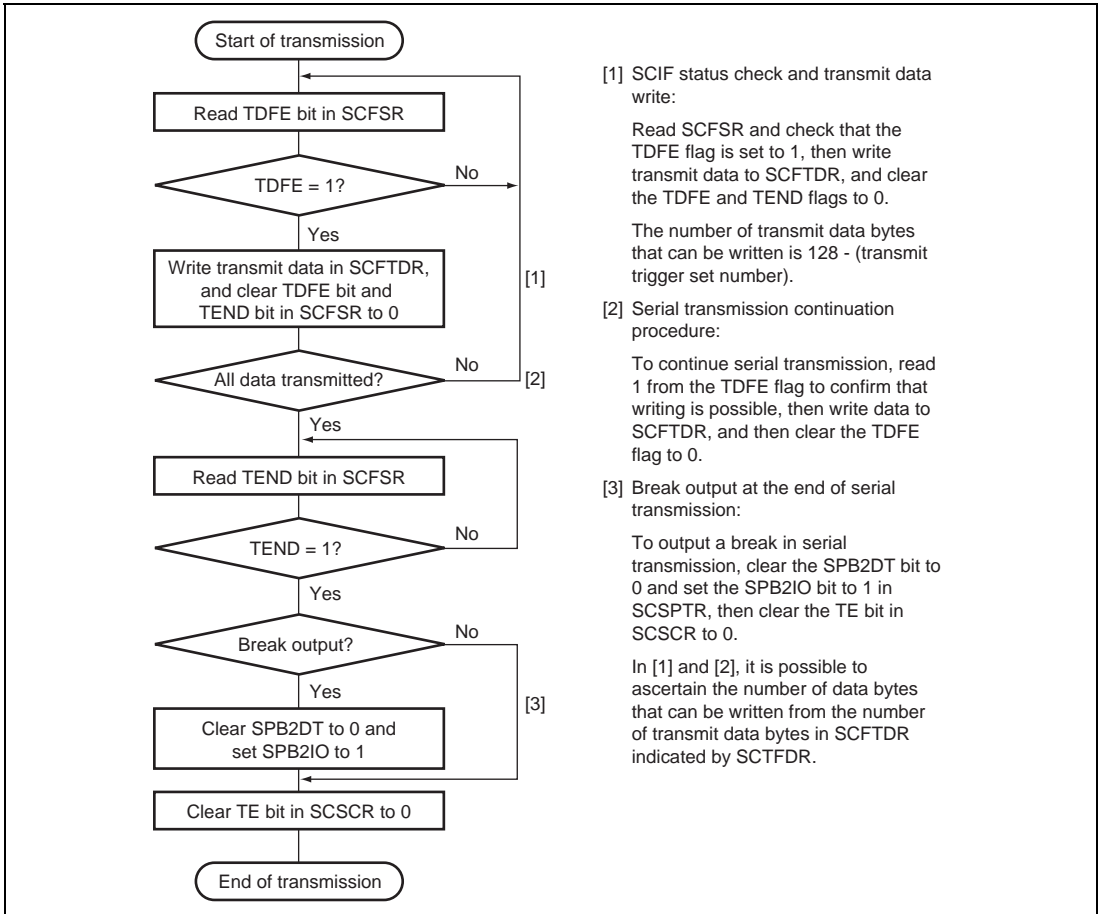 Start of transmission
Read TDFE bit in SCFSR
TDFE = 1?
No
Yes
Write transmit data in SCFTDR,
and clear TDFE bit and
TEND bit in SCFSR to 0
[1]
All data transmitted?
No
[2]
Yes
Read TEND bit in SCFSR
TEND = 1?
No
Yes
Break output?
No
Yes
[3]
Clear SPB2DT to 0 and
set SPB2IO to 1
Clear TE bit in SCSCR to 0
End of transmission
[1] SCIF status check and transmit data
write:
Read SCFSR and check that the
TDFE flag is set to 1, then write
transmit data to SCFTDR, and clear
the TDFE and TEND flags to 0.
The number of transmit data bytes
that can be written is 128 - (transmit
trigger set number).
[2] Serial transmission continuation
procedure:
To continue serial transmission, read
1 from the TDFE flag to confirm that
writing is possible, then write data to
SCFTDR, and then clear the TDFE
flag to 0.
[3] Break output at the end of serial
transmission:
To output a break in serial
transmission, clear the SPB2DT bit to
0 and set the SPB2IO bit to 1 in
SCSPTR, then clear the TE bit in
SCSCR to 0.
In [1] and [2], it is possible to
ascertain the number of data bytes
that can be written from the number
of transmit data bytes in SCFTDR
indicated by SCTFDR.